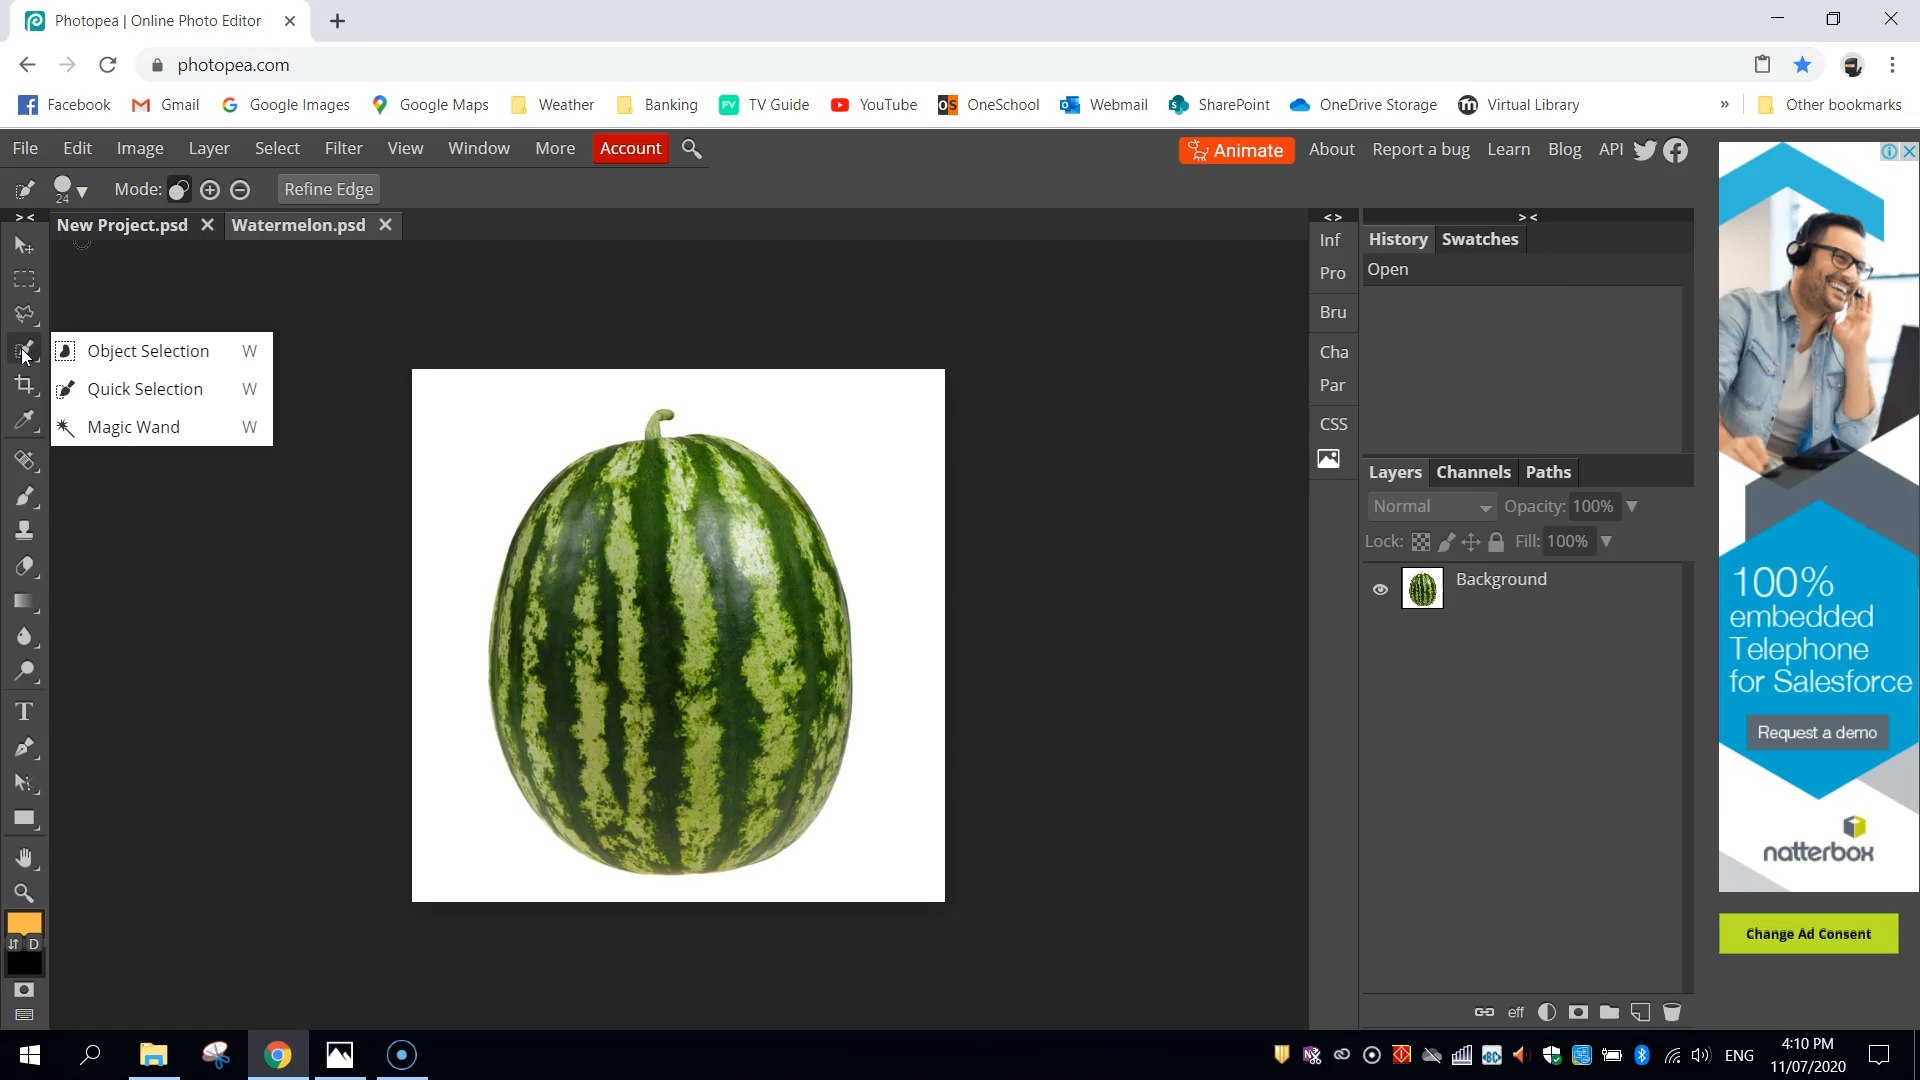 Photopea | Online Photo Editor
photopea.com
Facebook Gmail Google Images Google Maps Weather Banking TV Guide YouTube OneSchool Webmail SharePoint OneDrive Storage Virtual Library » Other bookmarks
File Edit Image Layer Select Filter View Window More Account Animate About Report a bug Learn Blog API
24 Mode: Refine Edge
New Project.psd Watermelon.psd
Object Selection W
Quick Selection W
Magic Wand W
T
D
Inf
Pro
Bru
Cha
Par
CSS
History Swatches
Open
Layers Channels Paths
Normal Opacity: 100%
Lock: Fill: 100%
Background
eff
100%
embedded
Telephone
for Salesforce
Request a demo
natterbox
Change Ad Consent
ENG
4:10 PM
11/07/2020